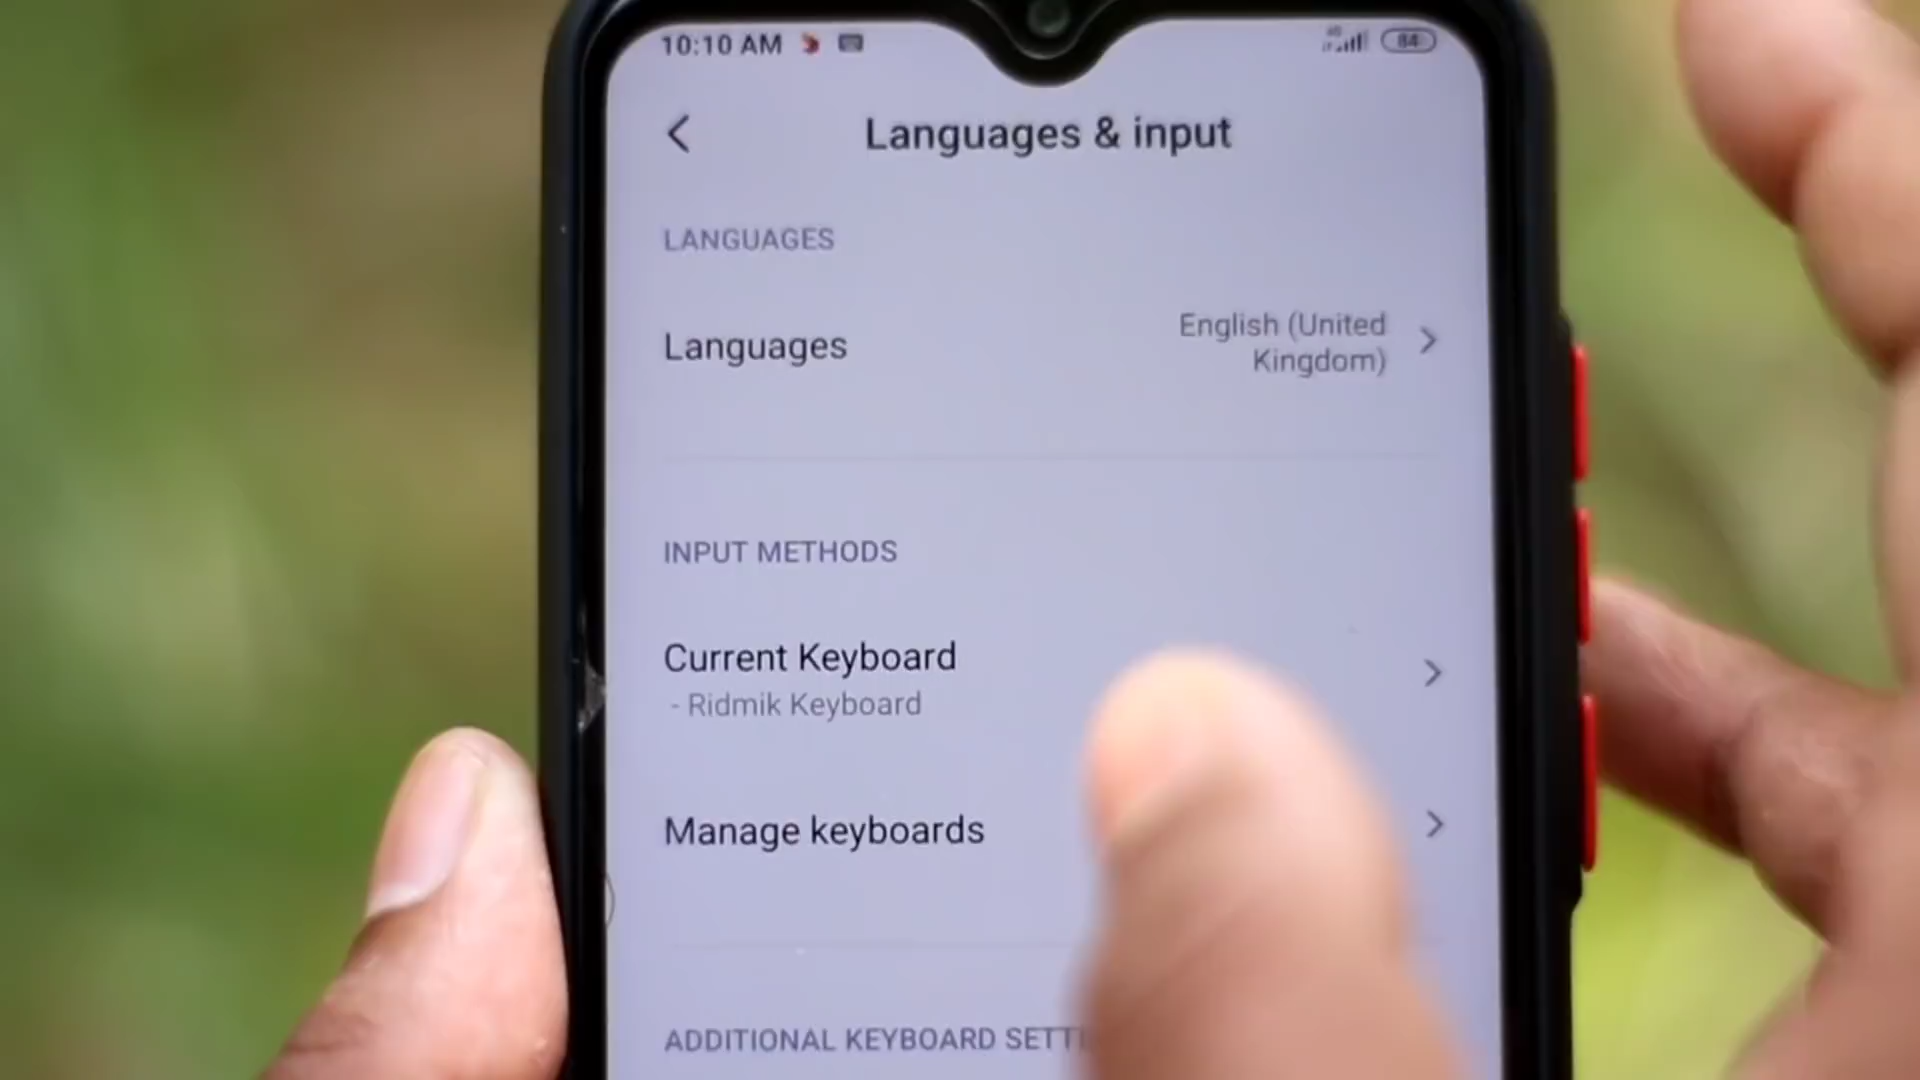 10:10 AM
84
Languages & input
LANGUAGES
Languages
English (United
Kingdom)
INPUT METHODS
Current Keyboard
- Ridmik Keyboard
Manage keyboards
ADDITIONAL KEYBOARD